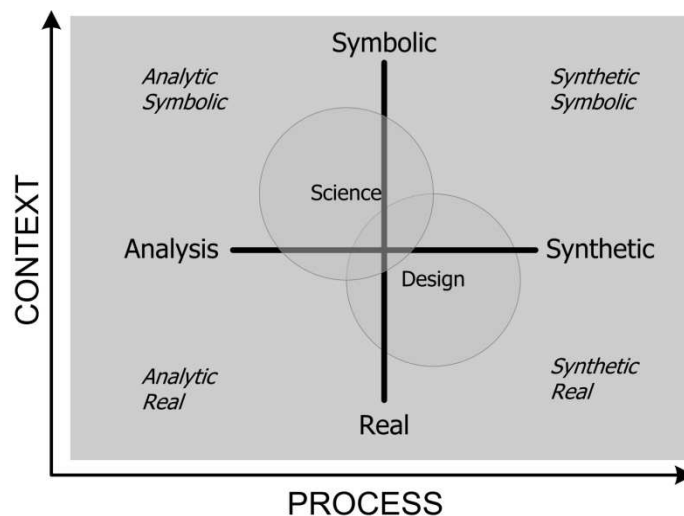 Symbolic
Analytic
Symbolic
Synthetic
Symbolic
Science
Analysis
Synthetic
Design
CONTEXT
Analytic
Real
Synthetic
Real
Real
PROCESS